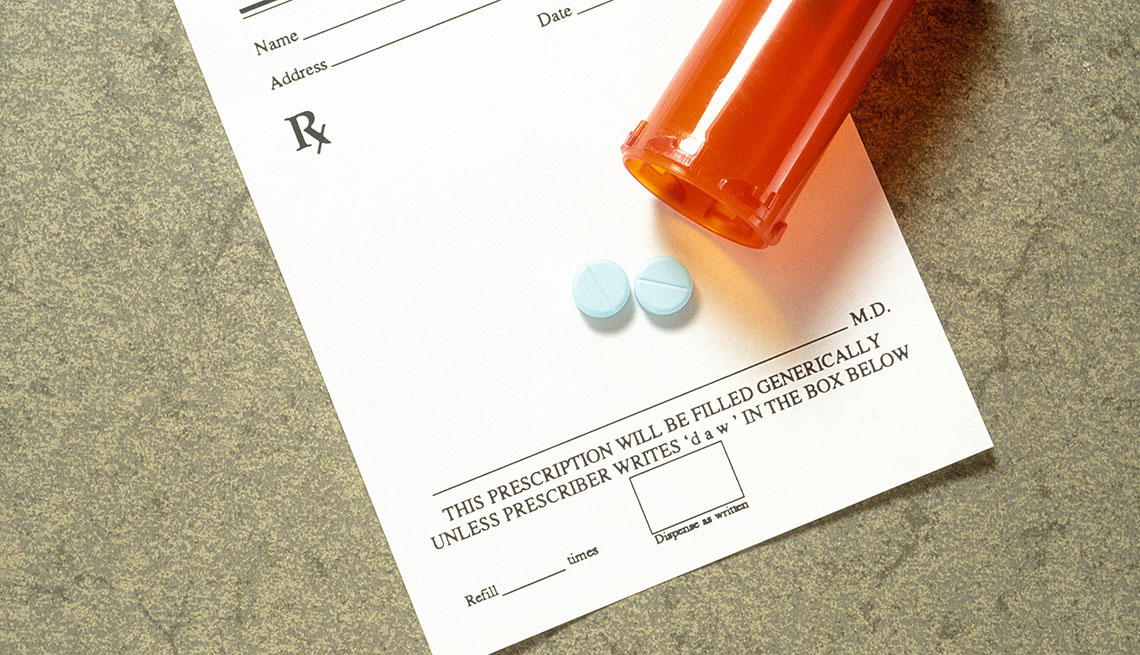 Name Date
Address
Rx
M.D.
THIS PRESCRIPTION WILL BE FILLED GENERICALLY
UNLESS PRESCRIBER WRITES ‘d a w’ IN THE BOX BELOW
Dispense as written
Refill times